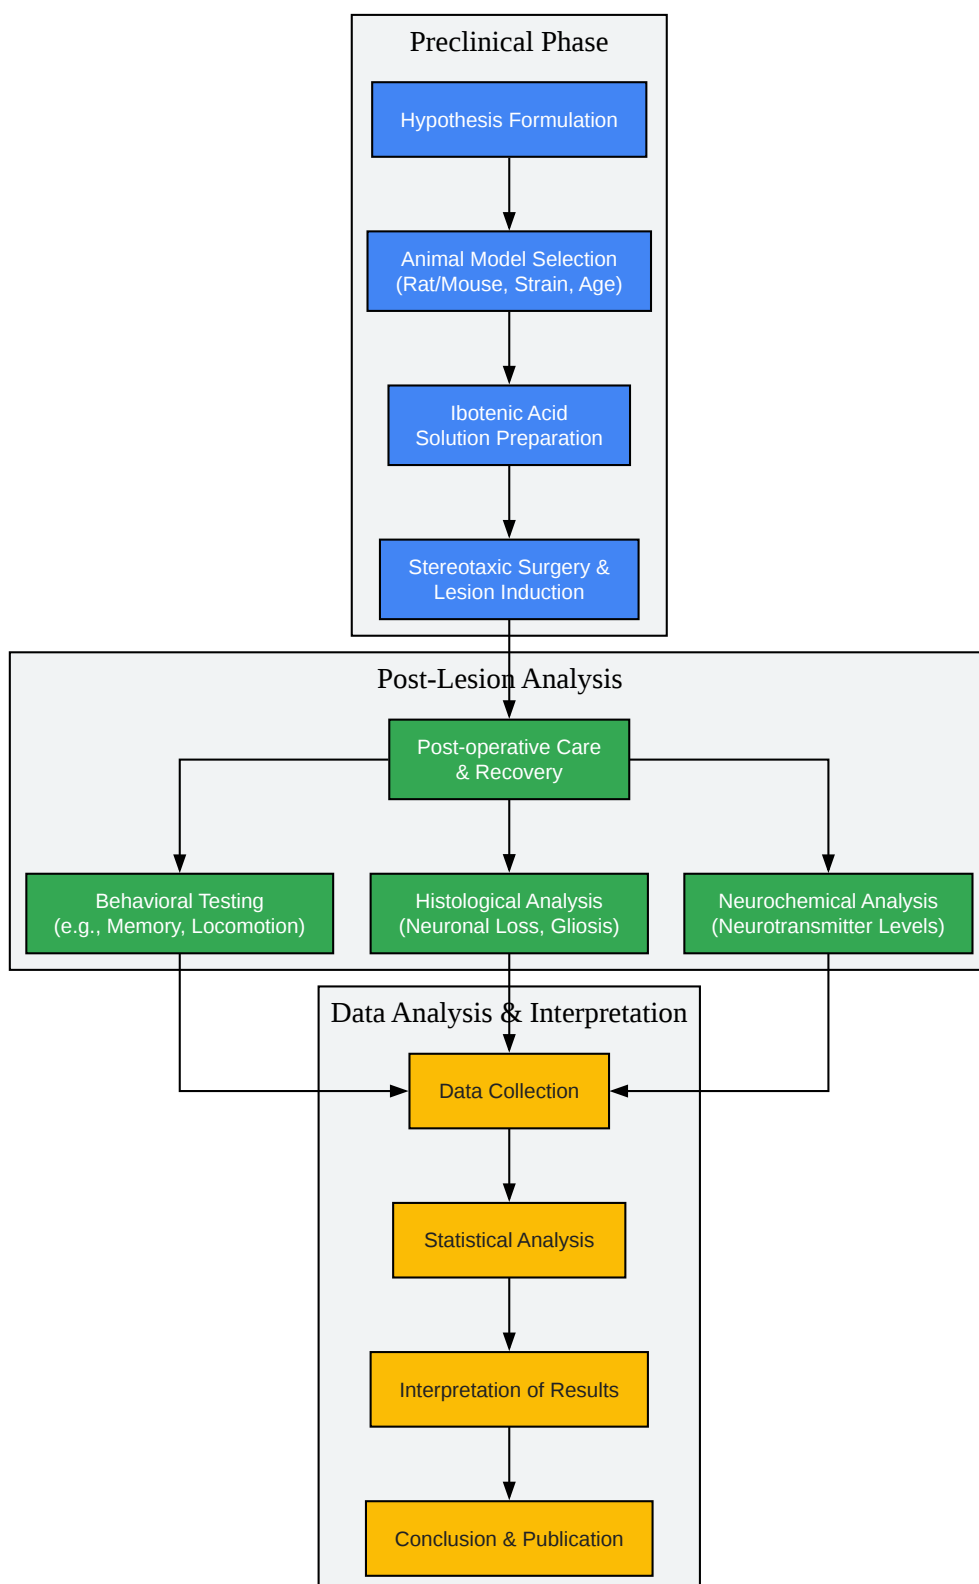 Preclinical Phase
Hypothesis Formulation
Animal Model Selection
(Rat/Mouse, Strain, Age)
Ibotenic Acid
Solution Preparation
Stereotaxic Surgery &
Lesion Induction
Post-Lesion Analysis
Post-operative Care
& Recovery
Behavioral Testing
(e.g., Memory, Locomotion)
Histological Analysis
(Neuronal Loss, Gliosis)
Neurochemical Analysis
(Neurotransmitter Levels)
Data Analysis & Interpretation
Data Collection
Statistical Analysis
Interpretation of Results
Conclusion & Publication